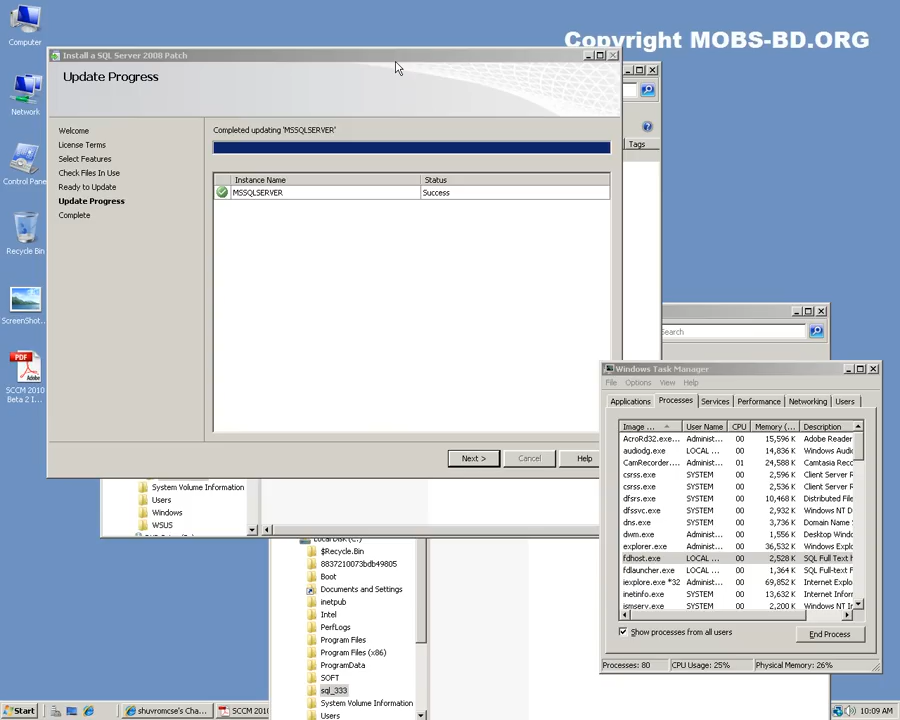 Computer
Network
Control Pane
Recycle Bin
ScreenShot...
PDF
Adobe
SCCM 2010
Beta 2 I...
Copyright MOBS-BD.ORG
Install a SQL Server 2008 Patch
Update Progress
Welcome
License Terms
Select Features
Check Files In Use
Ready to Update
Update Progress
Complete
Completed updating 'MSSQLSERVER'
Instance Name Status
MSSQLSERVER Success
Next > Cancel Help
Tags
Search
System Volume Information
Users
Windows
WSUS
Local Disk (C:)
$Recycle.Bin
8837210073bdb49805
Boot
Documents and Settings
inetpub
Intel
PerfLogs
Program Files
Program Files (x86)
ProgramData
SOFT
sql_333
System Volume Information
Users
Windows Task Manager
File Options View Help
Applications Processes Services Performance Networking Users
Image ... User Name CPU Memory (... Description
AcroRd32.exe... Administ... 00 15,596 K Adobe Reader
audiodg.exe LOCAL ... 00 14,836 K Windows Audio
CamRecorder.... Administ... 01 24,588 K Camtasia Reco
csrss.exe SYSTEM 00 2,596 K Client Server R
csrss.exe SYSTEM 00 2,536 K Client Server R
dfsrs.exe SYSTEM 00 10,468 K Distributed File
dfssvc.exe SYSTEM 00 2,932 K Windows NT D
dns.exe SYSTEM 00 3,736 K Domain Name
dwm.exe Administ... 00 1,556 K Desktop Windo
explorer.exe Administ... 00 36,532 K Windows Explo
fdhost.exe LOCAL ... 00 2,528 K SQL Full Text h
fdlauncher.exe LOCAL ... 00 1,364 K SQL Full-text F
iexplore.exe *32 Administ... 00 69,852 K Internet Explor
inetinfo.exe SYSTEM 00 13,632 K Internet Inform
ismserv.exe SYSTEM 00 2,200 K Windows NT In
Show processes from all users
End Process
Processes: 80 CPU Usage: 25% Physical Memory: 26%
Start
shuvromcse's Cha...
SCCM 2010
10:09 AM